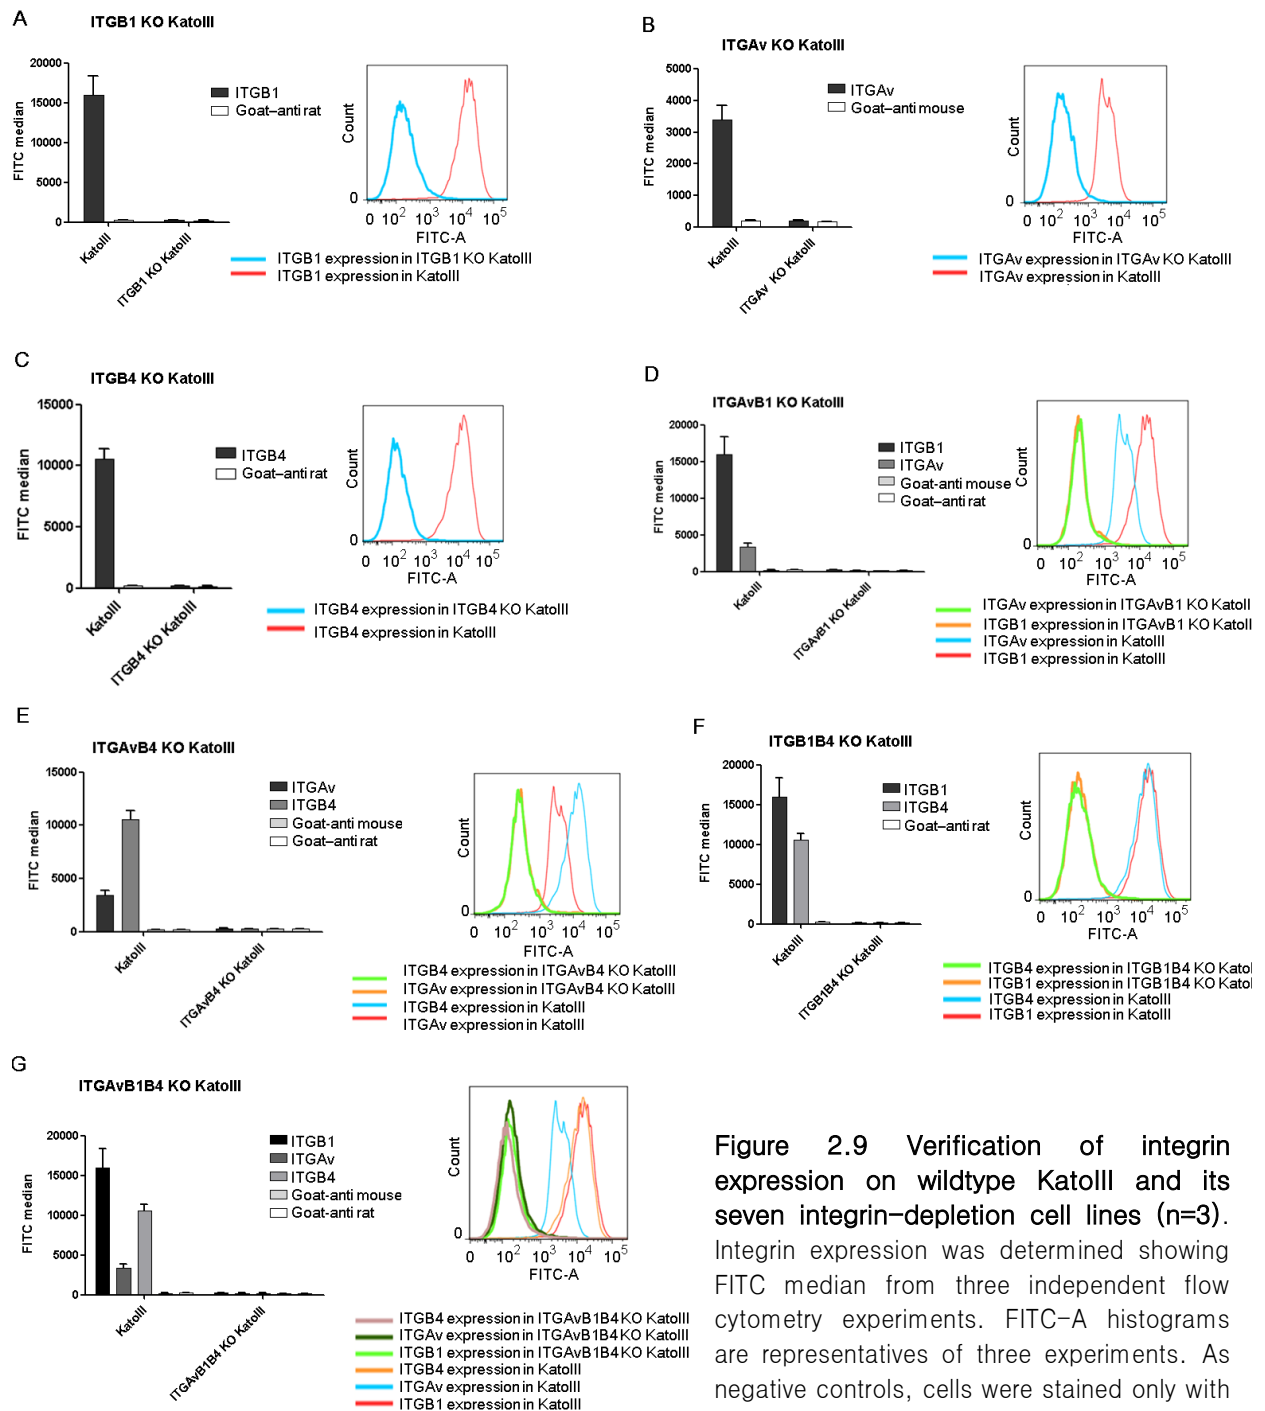 A
ITGB1 KO KatoIII
20000
15000
10000
5000
0
FITC median
ITGB1
Goat–anti rat
KatoIII
ITGB1 KO KatoIII
Count
0
0 10^2 10^3 10^4 10^5
FITC-A
ITGB1 expression in ITGB1 KO KatoIII
ITGB1 expression in KatoIII
B
ITGAv KO KatoIII
5000
4000
3000
2000
1000
0
FITC median
ITGAv
Goat–anti mouse
KatoIII
ITGAv KO KatoIII
Count
0
0 10^2 10^3 10^4 10^5
FITC-A
ITGAv expression in ITGAv KO KatoIII
ITGAv expression in KatoIII
C
ITGB4 KO KatoIII
15000
10000
5000
0
FITC median
ITGB4
Goat–anti rat
KatoIII
ITGB4 KO KatoIII
Count
0
0 10^2 10^3 10^4 10^5
FITC-A
ITGB4 expression in ITGB4 KO KatoIII
ITGB4 expression in KatoIII
D
ITGAvB1 KO KatoIII
20000
15000
10000
5000
0
FITC median
ITGB1
ITGAv
Goat-anti mouse
Goat–anti rat
KatoIII
ITGAvB1 KO KatoIII
Count
0
0 10^2 10^3 10^4 10^5
FITC-A
ITGAv expression in ITGAvB1 KO KatoII
ITGB1 expression in ITGAvB1 KO KatoII
ITGAv expression in KatoIII
ITGB1 expression in KatoIII
E
ITGAvB4 KO KatoIII
15000
10000
5000
0
FITC median
ITGAv
ITGB4
Goat-anti mouse
Goat–anti rat
KatoIII
ITGAvB4 KO KatoIII
Count
0
0 10^2 10^3 10^4 10^5
FITC-A
ITGB4 expression in ITGAvB4 KO KatoIII
ITGAv expression in ITGAvB4 KO KatoIII
ITGB4 expression in KatoIII
ITGAv expression in KatoIII
F
ITGB1B4 KO KatoIII
20000
15000
10000
5000
0
FITC median
ITGB1
ITGB4
Goat–anti rat
KatoIII
ITGB1B4 KO KatoIII
Count
0
0 10^2 10^3 10^4 10^5
FITC-A
ITGB4 expression in ITGB1B4 KO KatoI
ITGB1 expression in ITGB1B4 KO KatoI
ITGB4 expression in KatoIII
ITGB1 expression in KatoIII
G
ITGAvB1B4 KO KatoIII
20000
15000
10000
5000
0
FITC median
ITGB1
ITGAv
ITGB4
Goat-anti mouse
Goat-anti rat
KatoIII
ITGAvB1B4 KO KatoIII
Count
0
0 10^2 10^3 10^4 10^5
FITC-A
ITGB4 expression in ITGAvB1B4 KO KatoIII
ITGAv expression in ITGAvB1B4 KO KatoIII
ITGB1 expression in ITGAvB1B4 KO KatoIII
ITGB4 expression in KatoIII
ITGAv expression in KatoIII
ITGB1 expression in KatoIII
Figure 2.9 Verification of integrin
expression on wildtype KatoIII and its
seven integrin-depletion cell lines (n=3).
Integrin expression was determined showing
FITC median from three independent flow
cytometry experiments. FITC-A histograms
are representatives of three experiments. As
negative controls, cells were stained only with